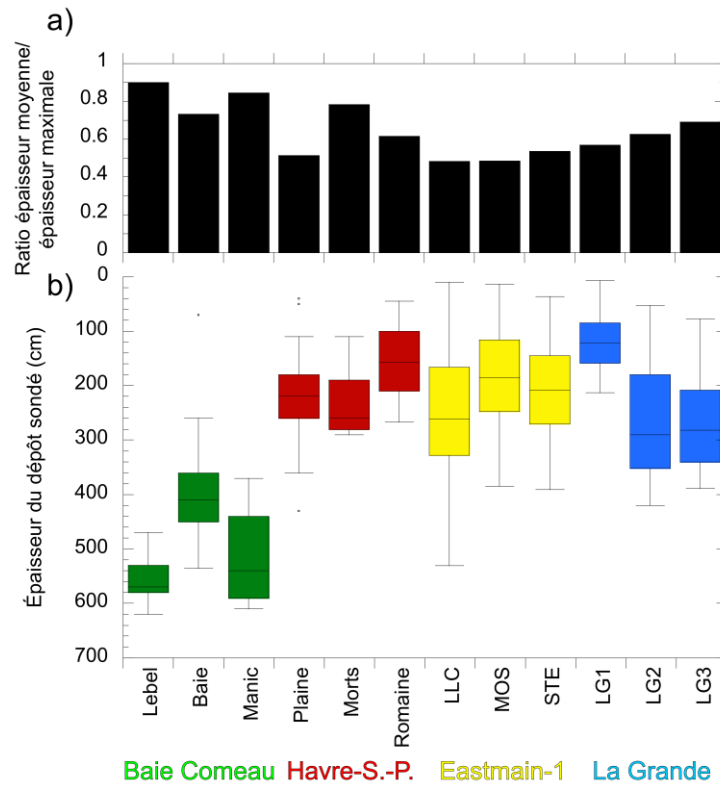 a)
Ratio épaisseur moyenne/
épaisseur maximale
1
0.8
0.6
0.4
0.2
0
b)
Épaisseur du dépôt sondé (cm)
0
100
200
300
400
500
600
700
Lebel
Baie
Manic
Plaine
Morts
Romaine
LLC
MOS
STE
LG1
LG2
LG3
Baie Comeau Havre-S.-P. Eastmain-1 La Grande